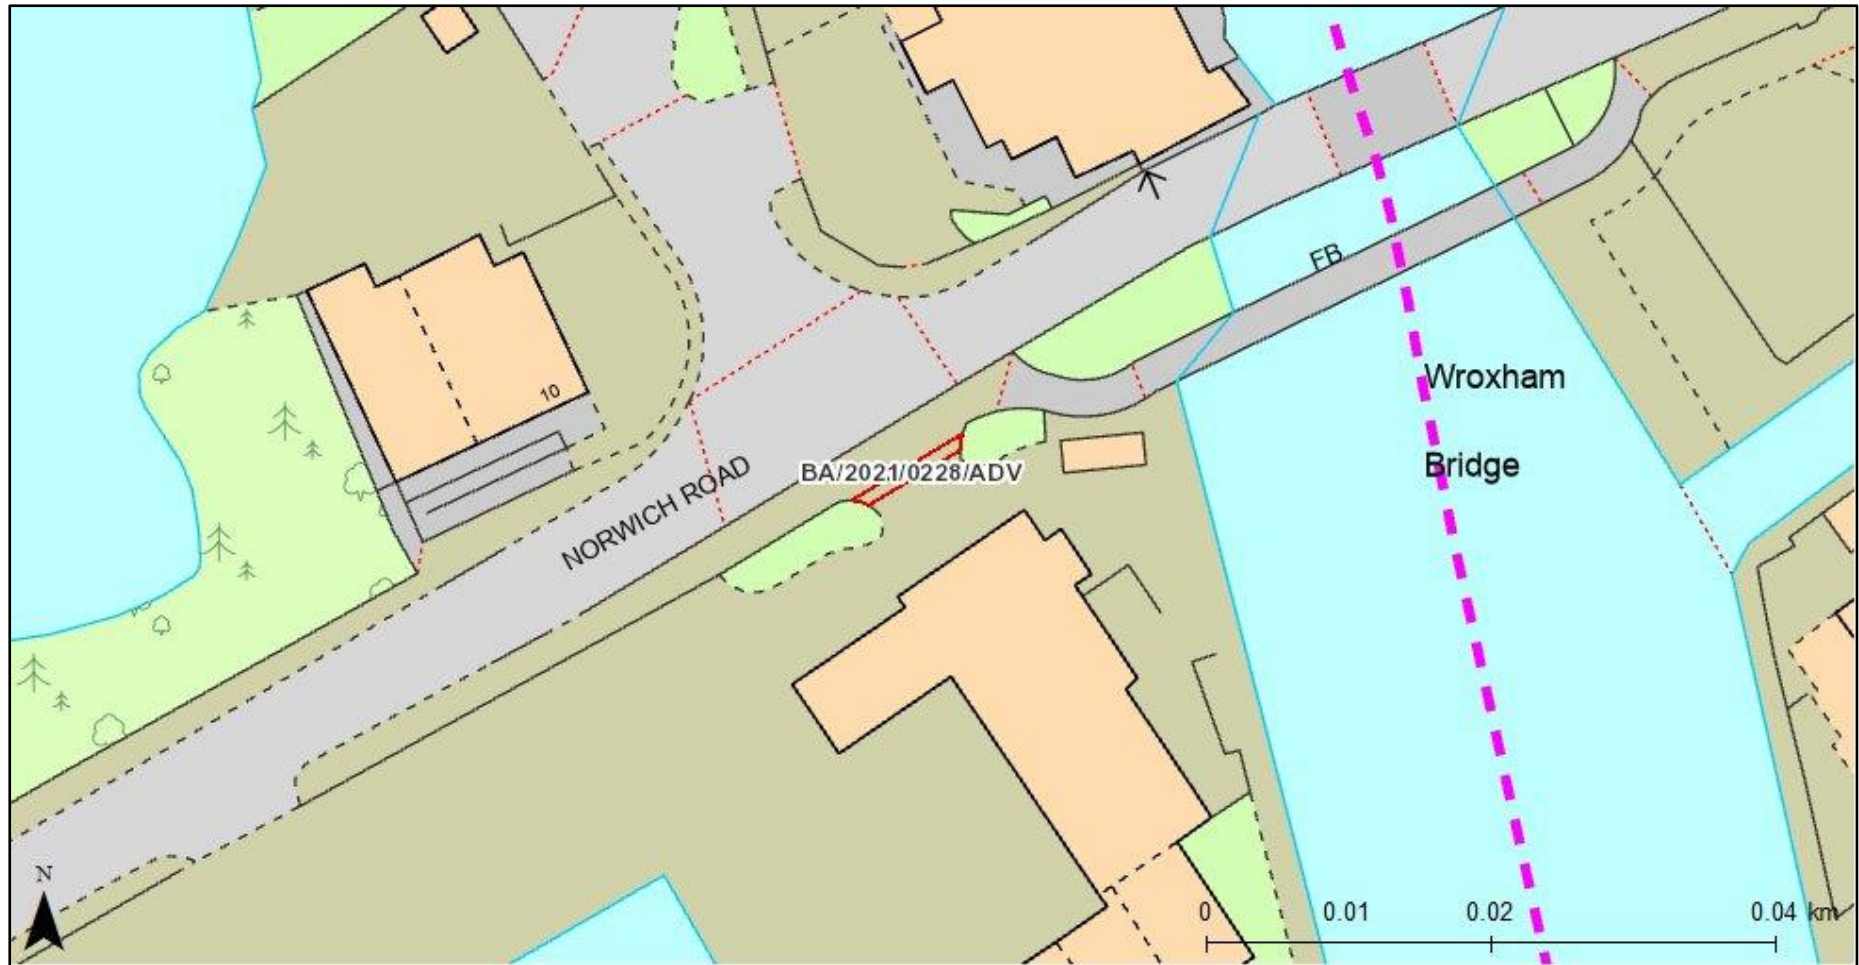 FB
Wroxham
10
Bridge
BA/2021/0228/ADV
NORWICH ROAD
N
0 0.01 0.02 0.04 km